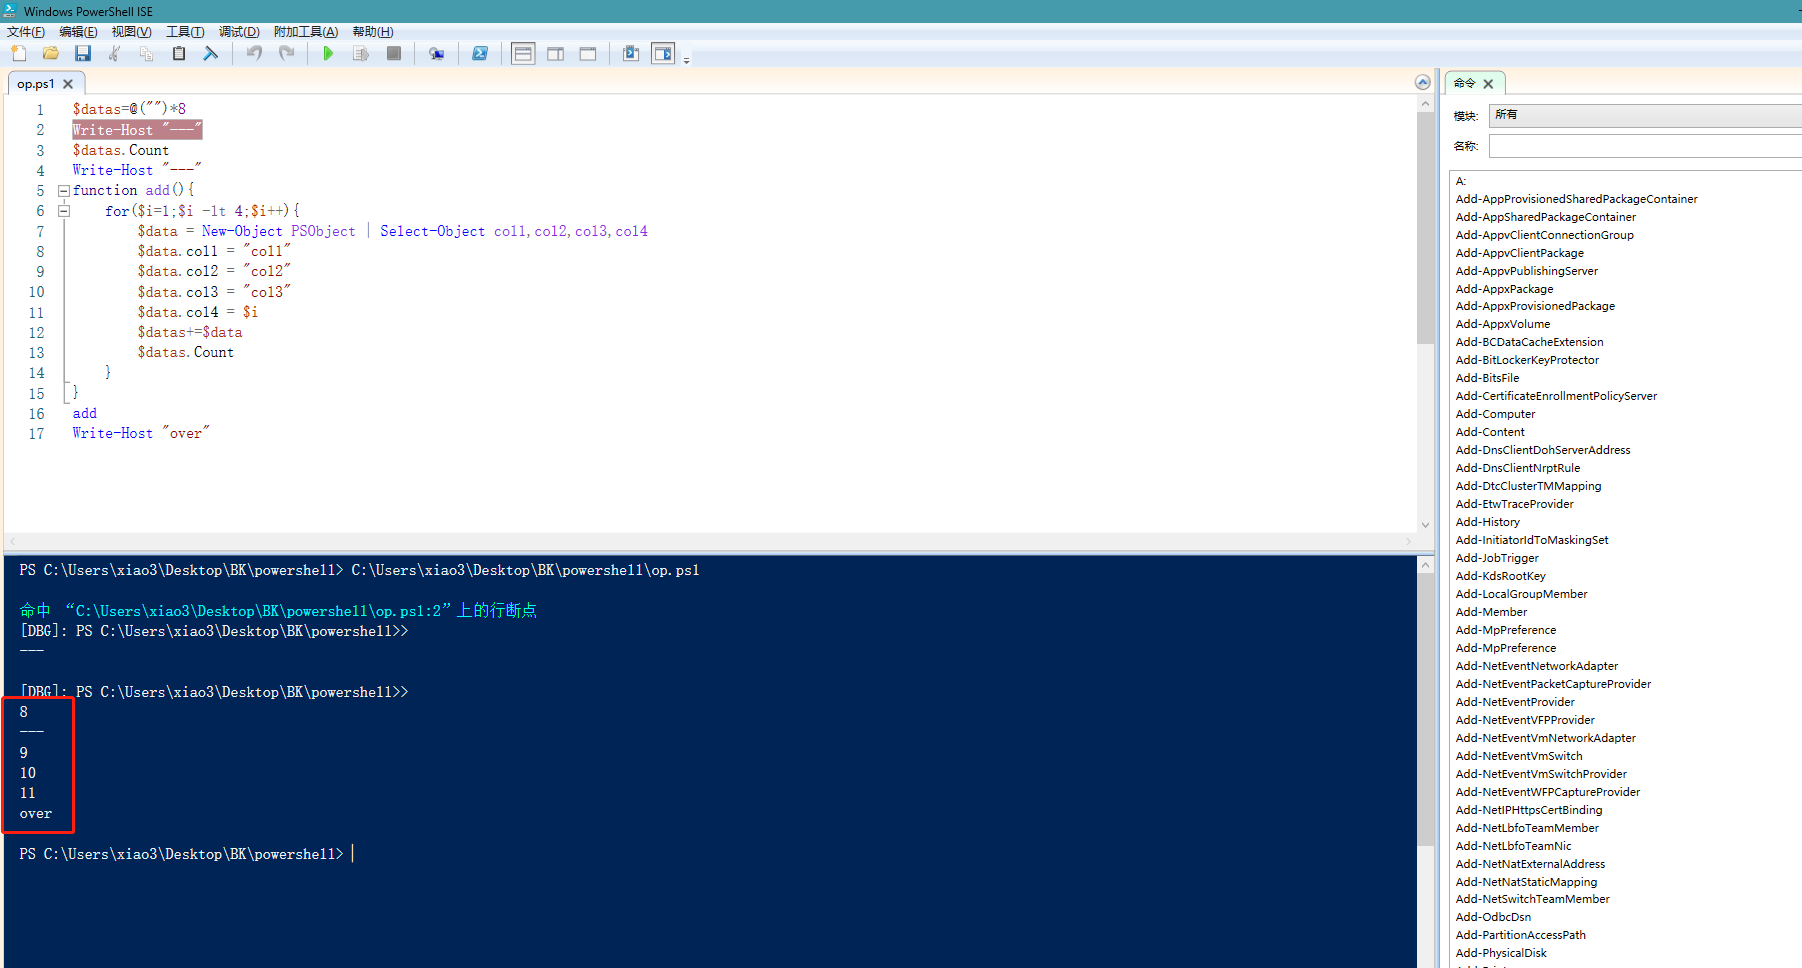 Windows PowerShell ISE
文件(F) 编辑(E) 视图(V) 工具(T) 调试(D) 附加工具(A) 帮助(H)
op.ps1
1 $datas=@("")*8
2 Write-Host "---"
3 $datas.Count
4 Write-Host "---"
5 function add(){
6 for($i=1;$i -lt 4;$i++){
7 $data = New-Object PSObject | Select-Object col1,col2,col3,col4
8 $data.col1 = "col1"
9 $data.col2 = "col2"
10 $data.col3 = "col3"
11 $data.col4 = $i
12 $datas+=$data
13 $datas.Count
14 }
15 }
16 add
17 Write-Host "over"
PS C:\Users\xiao3\Desktop\BK\powershell> C:\Users\xiao3\Desktop\BK\powershell\op.ps1
命中 “C:\Users\xiao3\Desktop\BK\powershell\op.ps1:2”上的行断点
[DBG]: PS C:\Users\xiao3\Desktop\BK\powershell>>
---
[DBG]: PS C:\Users\xiao3\Desktop\BK\powershell>>
8
---
9
10
11
over
PS C:\Users\xiao3\Desktop\BK\powershell>
命令
模块: 所有
名称:
A:
Add-AppProvisionedSharedPackageContainer
Add-AppSharedPackageContainer
Add-AppvClientConnectionGroup
Add-AppvClientPackage
Add-AppvPublishingServer
Add-AppxPackage
Add-AppxProvisionedPackage
Add-AppxVolume
Add-BCDataCacheExtension
Add-BitLockerKeyProtector
Add-BitsFile
Add-CertificateEnrollmentPolicyServer
Add-Computer
Add-Content
Add-DnsClientDohServerAddress
Add-DnsClientNrptRule
Add-DtcClusterTMMapping
Add-EtwTraceProvider
Add-History
Add-InitiatorIdToMaskingSet
Add-JobTrigger
Add-KdsRootKey
Add-LocalGroupMember
Add-Member
Add-MpPreference
Add-MpPreference
Add-NetEventNetworkAdapter
Add-NetEventPacketCaptureProvider
Add-NetEventProvider
Add-NetEventVFPProvider
Add-NetEventVmNetworkAdapter
Add-NetEventVmSwitch
Add-NetEventVmSwitchProvider
Add-NetEventWFPCaptureProvider
Add-NetIPHttpsCertBinding
Add-NetLbfoTeamMember
Add-NetLbfoTeamNic
Add-NetNatExternalAddress
Add-NetNatStaticMapping
Add-NetSwitchTeamMember
Add-OdbcDsn
Add-PartitionAccessPath
Add-PhysicalDisk